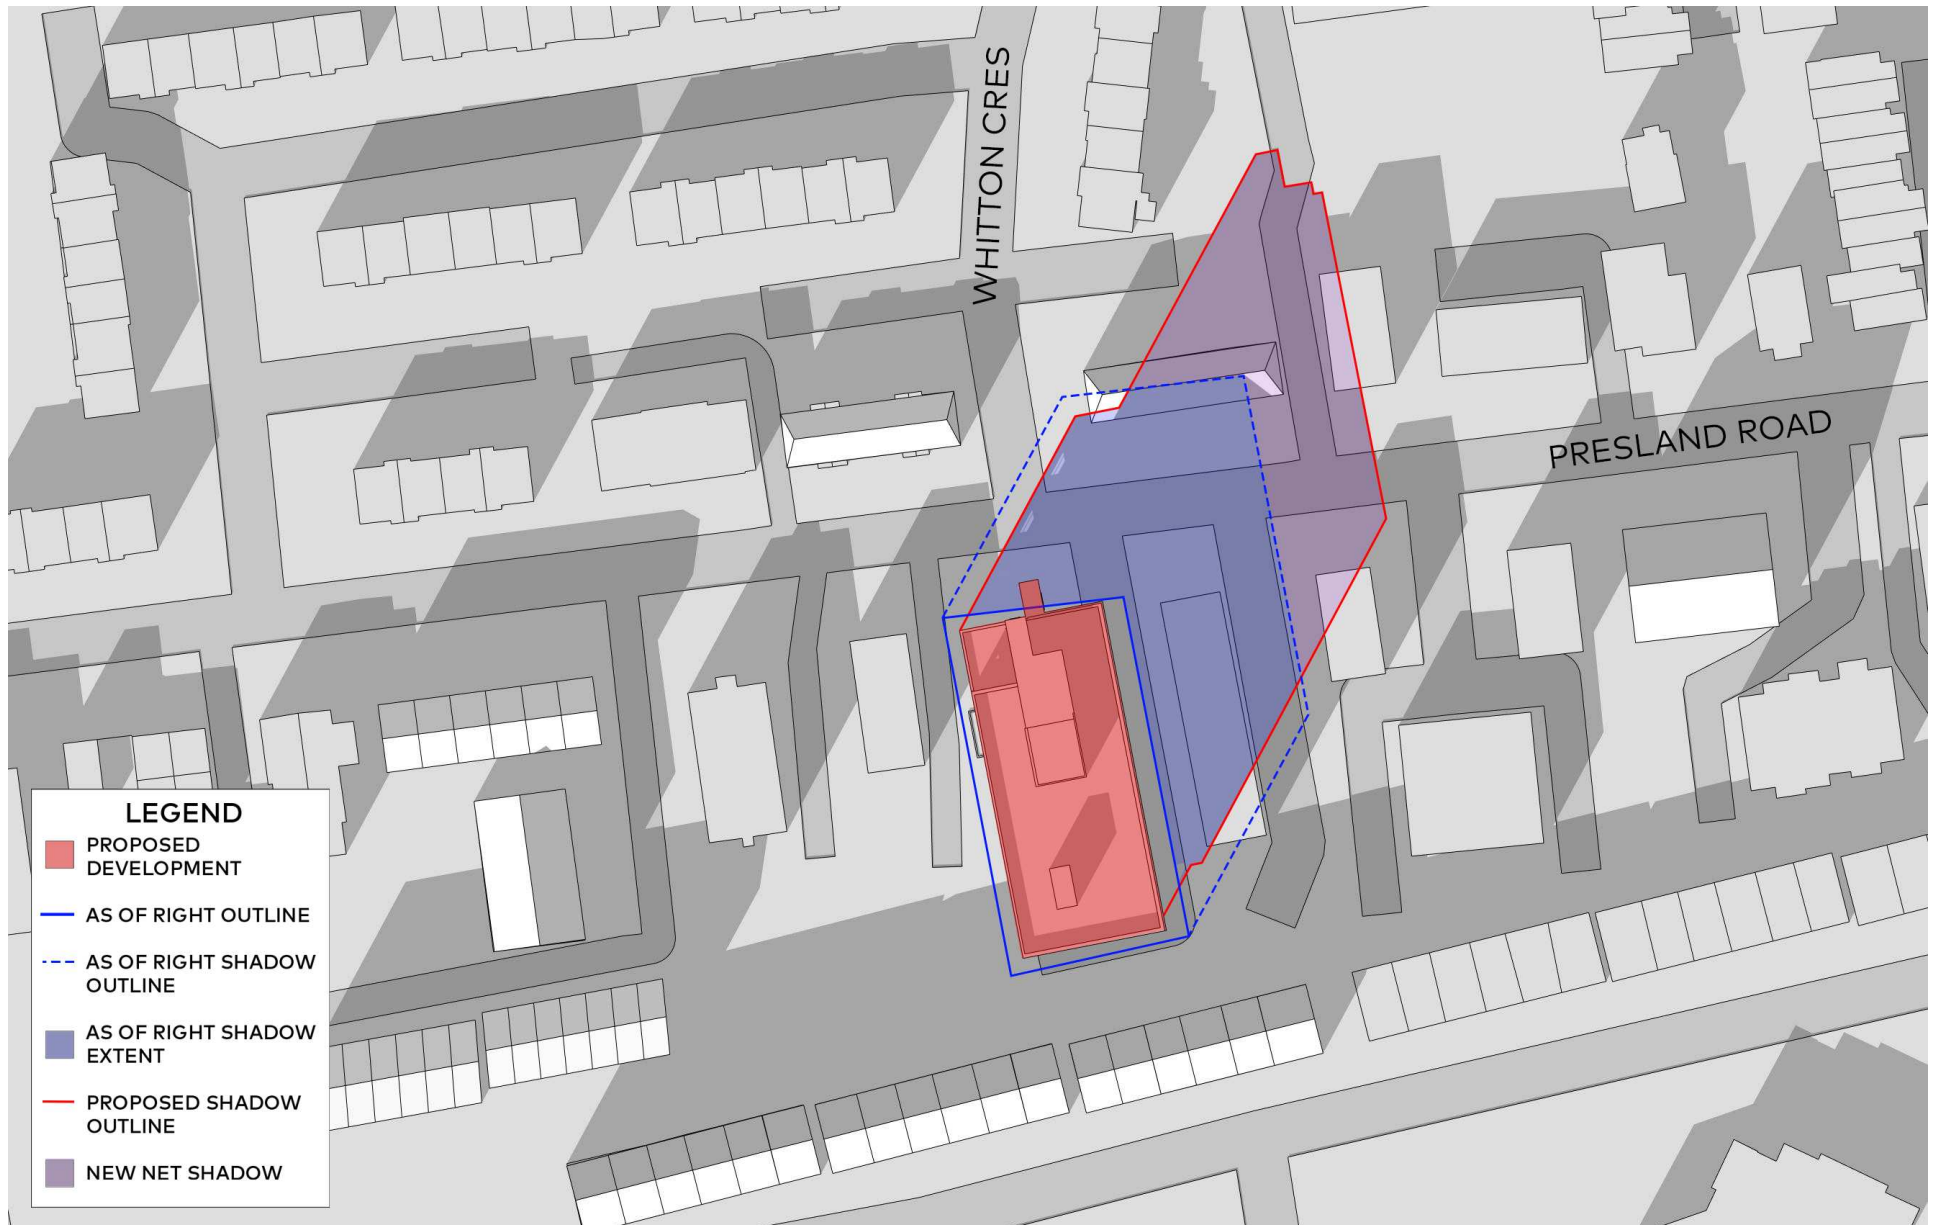 WHITTON CRES
PRESLAND ROAD
LEGEND
PROPOSED
DEVELOPMENT
AS OF RIGHT OUTLINE
AS OF RIGHT SHADOW
OUTLINE
AS OF RIGHT SHADOW
EXTENT
PROPOSED SHADOW
OUTLINE
NEW NET SHADOW